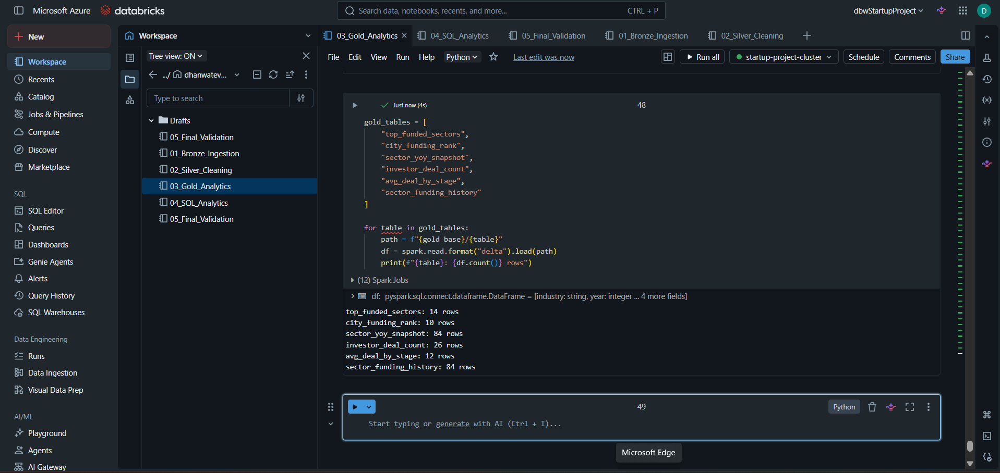 Microsoft Azure
databricks
Search data, notebooks, recents, and more...
CTRL + P
dbwStartupProject
D
New
Workspace
Recents
Catalog
Jobs & Pipelines
Compute
Discover
Marketplace
SQL
SQL Editor
Queries
Dashboards
Genie Agents
Alerts
Query History
SQL Warehouses
Data Engineering
Runs
Data Ingestion
Visual Data Prep
AI/ML
Playground
Agents
AI Gateway
Workspace
Tree view: ON
.../ dhanwatev...
Type to search
Drafts
05_Final_Validation
01_Bronze_Ingestion
02_Silver_Cleaning
03_Gold_Analytics
04_SQL_Analytics
05_Final_Validation
03_Gold_Analytics
04_SQL_Analytics
05_Final_Validation
01_Bronze_Ingestion
02_Silver_Cleaning
File
Edit
View
Run
Help
Python
Last edit was now
Run all
startup-project-cluster
Schedule
Comments
Share
Just now (4s)
48
gold_tables = [
"top_funded_sectors",
"city_funding_rank",
"sector_yoy_snapshot",
"investor_deal_count",
"avg_deal_by_stage",
"sector_funding_history"
]
for table in gold_tables:
path = f"{gold_base}/{table}"
df = spark.read.format("delta").load(path)
print(f"{table}: {df.count()} rows")
(12) Spark Jobs
df: pyspark.sql.connect.dataframe.DataFrame = [industry: string, year: integer ... 4 more fields]
top_funded_sectors: 14 rows
city_funding_rank: 10 rows
sector_yoy_snapshot: 84 rows
investor_deal_count: 26 rows
avg_deal_by_stage: 12 rows
sector_funding_history: 84 rows
49
Python
Start typing or generate with AI (Ctrl + I)...
Microsoft Edge